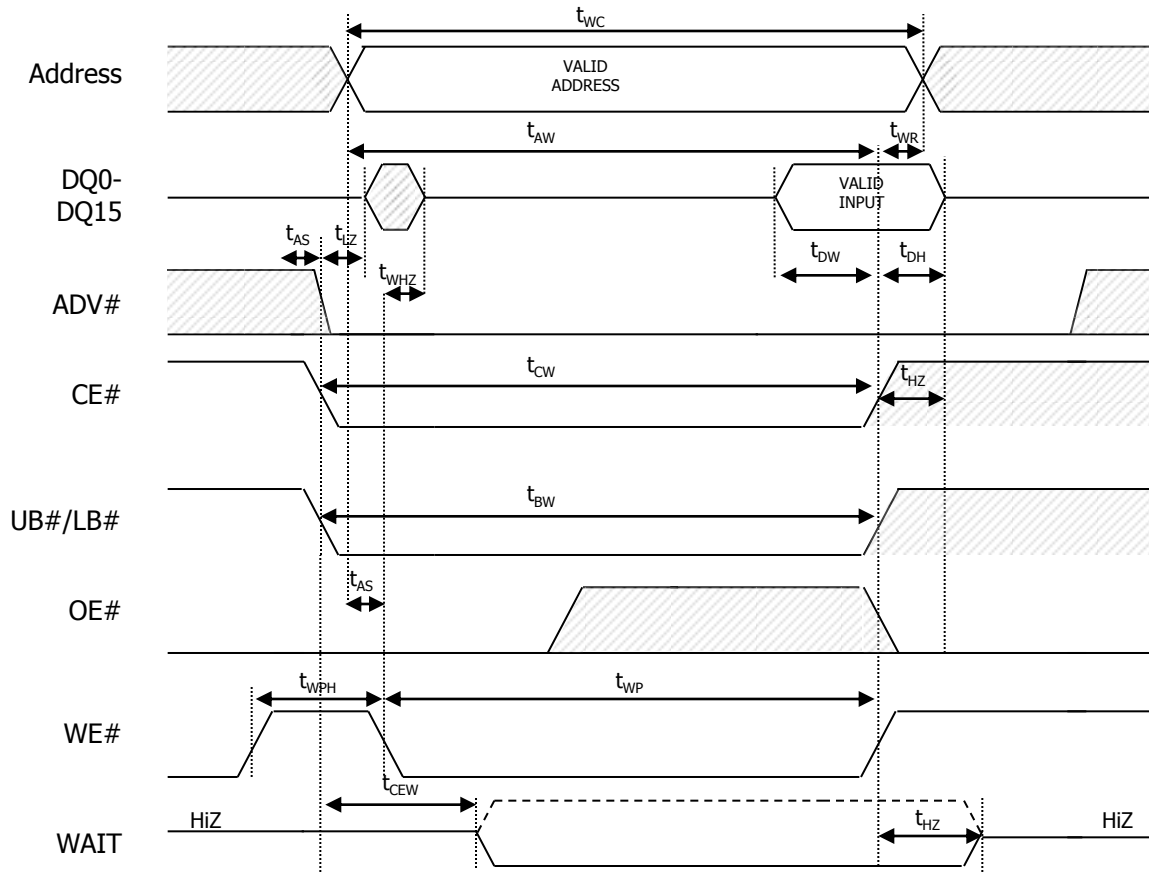 tWC
Address
VALID
ADDRESS
tAW
tWR
DQ0-
DQ15
VALID
INPUT
tAS
tLZ
tDW
tDH
tWHZ
ADV#
tCW
tHZ
CE#
tBW
UB#/LB#
tAS
OE#
tWPH
tWP
WE#
tCEW
HiZ
tHZ
HiZ
WAIT